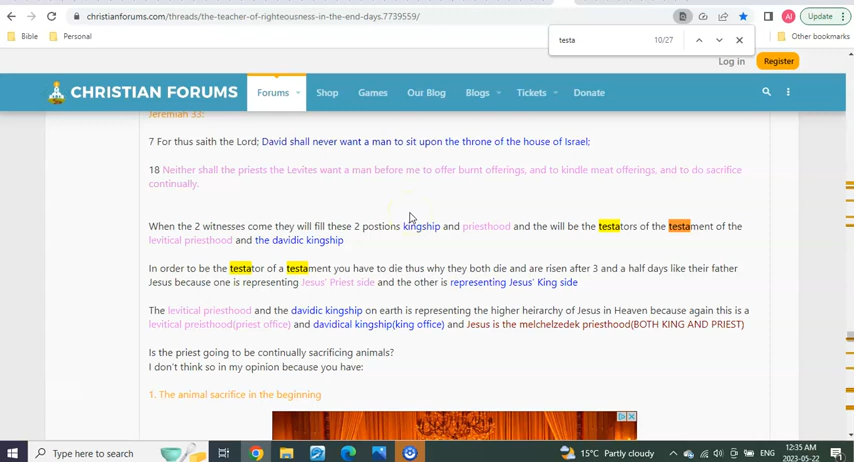 christianforums.com/threads/the-teacher-of-righteousness-in-the-end-days.7739559/
AI
Update
Bible
Personal
Other bookmarks
testa
10/27
Log in
Register
CHRISTIAN FORUMS
Forums
Shop
Games
Our Blog
Blogs
Tickets
Donate
Jeremiah 33:
7 For thus saith the Lord; David shall never want a man to sit upon the throne of the house of Israel;
18 Neither shall the priests the Levites want a man before me to offer burnt offerings, and to kindle meat offerings, and to do sacrifice
continually.
When the 2 witnesses come they will fill these 2 postions kingship and priesthood and the will be the testators of the testament of the
levitical priesthood and the davidic kingship
In order to be the testator of a testament you have to die thus why they both die and are risen after 3 and a half days like their father
Jesus because one is representing Jesus' Priest side and the other is representing Jesus' King side
The levitical priesthood and the davidic kingship on earth is representing the higher heirarchy of Jesus in Heaven because again this is a
levitical preisthood(priest office) and davidical kingship(king office) and Jesus is the melchelzedek priesthood(BOTH KING AND PRIEST)
Is the priest going to be continually sacrificing animals?
I don't think so in my opinion because you have:
1. The animal sacrifice in the beginning
Type here to search
15°C Partly cloudy
ENG
12:35 AM
2023-05-22